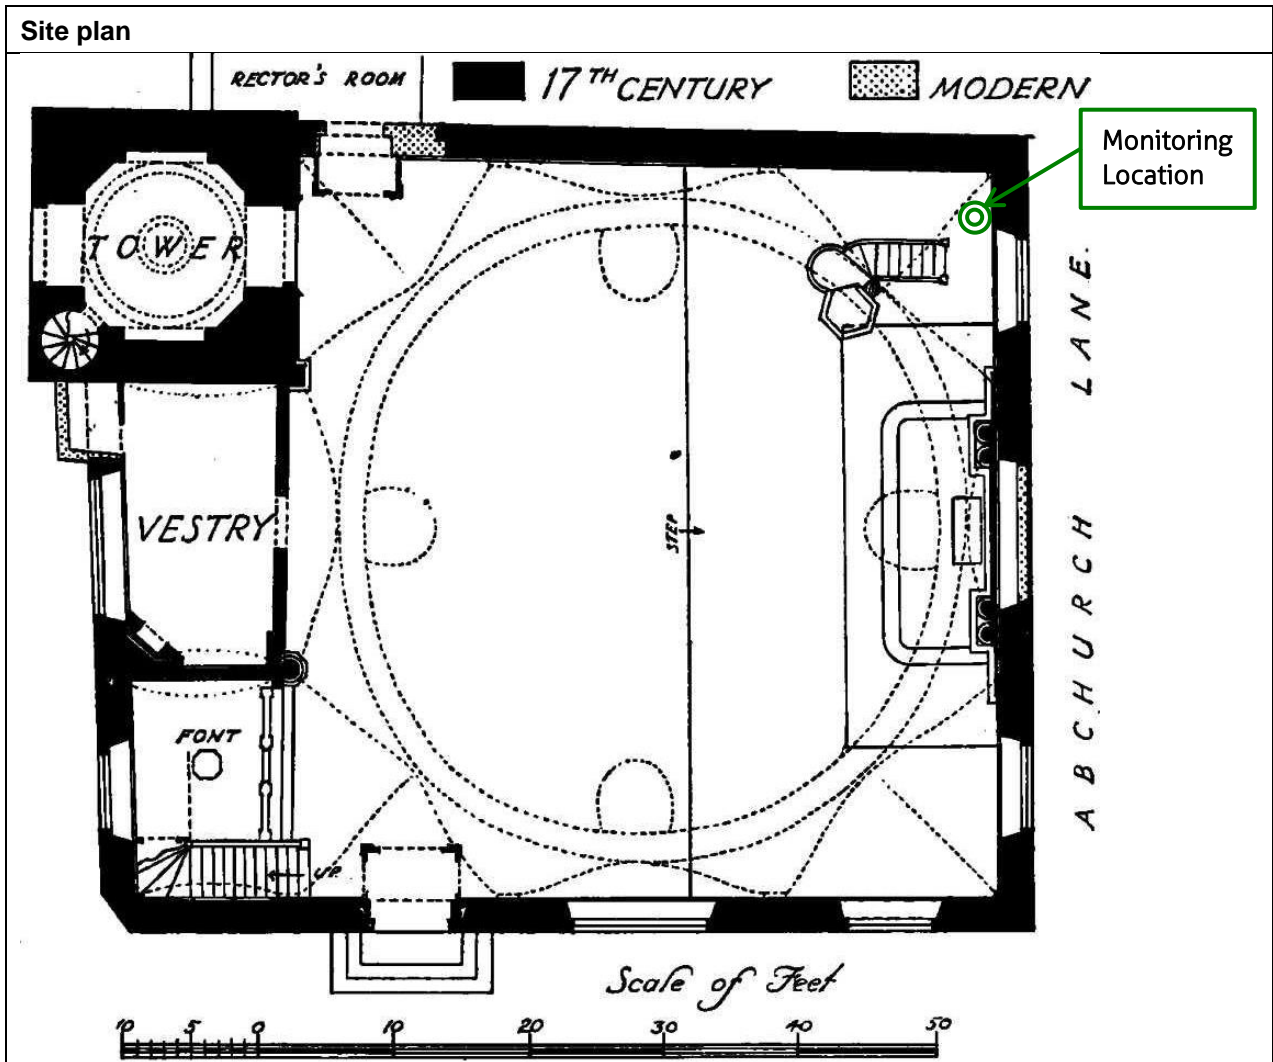 Site plan
RECTOR'S ROOM
17TH CENTURY
MODERN
Monitoring
Location
TOWER
ABCHURCH LANE.
VESTRY
STEP
FONT
UP.
Scale of Feet
10 5 0 10 20 30 40 50